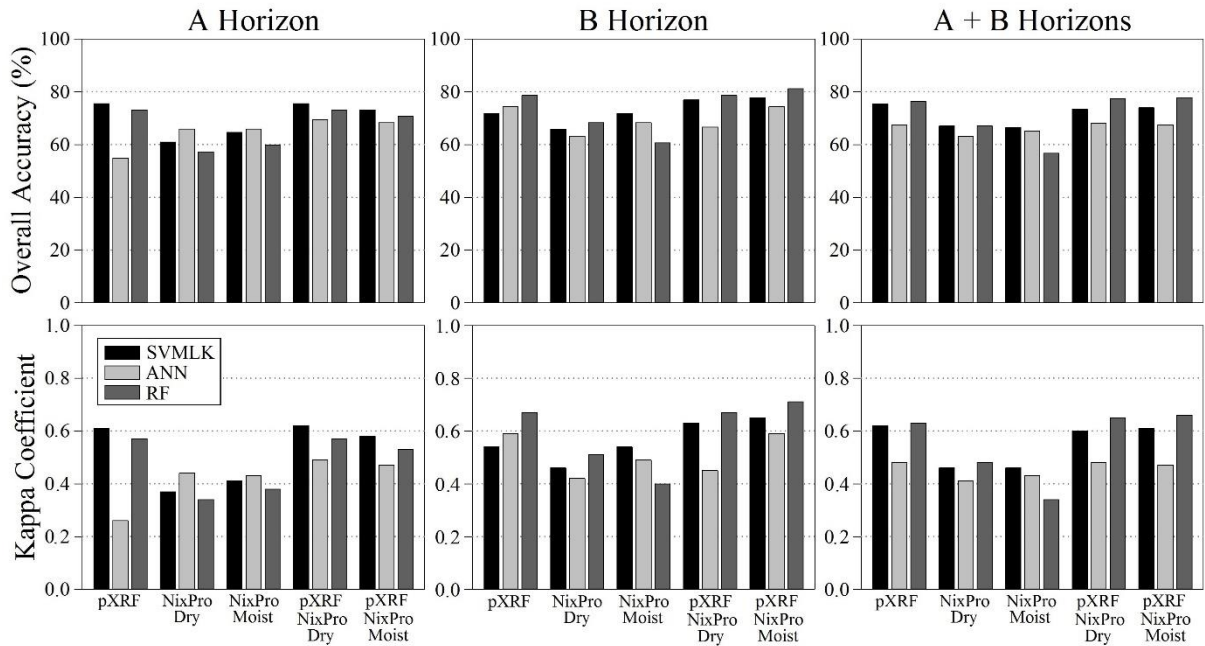 A Horizon
B Horizon
A + B Horizons
Overall Accuracy (%)
100
80
60
40
20
0
100
80
60
40
20
0
100
80
60
40
20
0
Kappa Coefficient
1.0
0.8
0.6
0.4
0.2
0.0
SVMLK
ANN
RF
1.0
0.8
0.6
0.4
0.2
0.0
1.0
0.8
0.6
0.4
0.2
0.0
pXRF
NixPro
Dry
NixPro
Moist
pXRF
NixPro
Dry
pXRF
NixPro
Moist
pXRF
NixPro
Dry
NixPro
Moist
pXRF
NixPro
Dry
pXRF
NixPro
Moist
pXRF
NixPro
Dry
NixPro
Moist
pXRF
NixPro
Dry
pXRF
NixPro
Moist